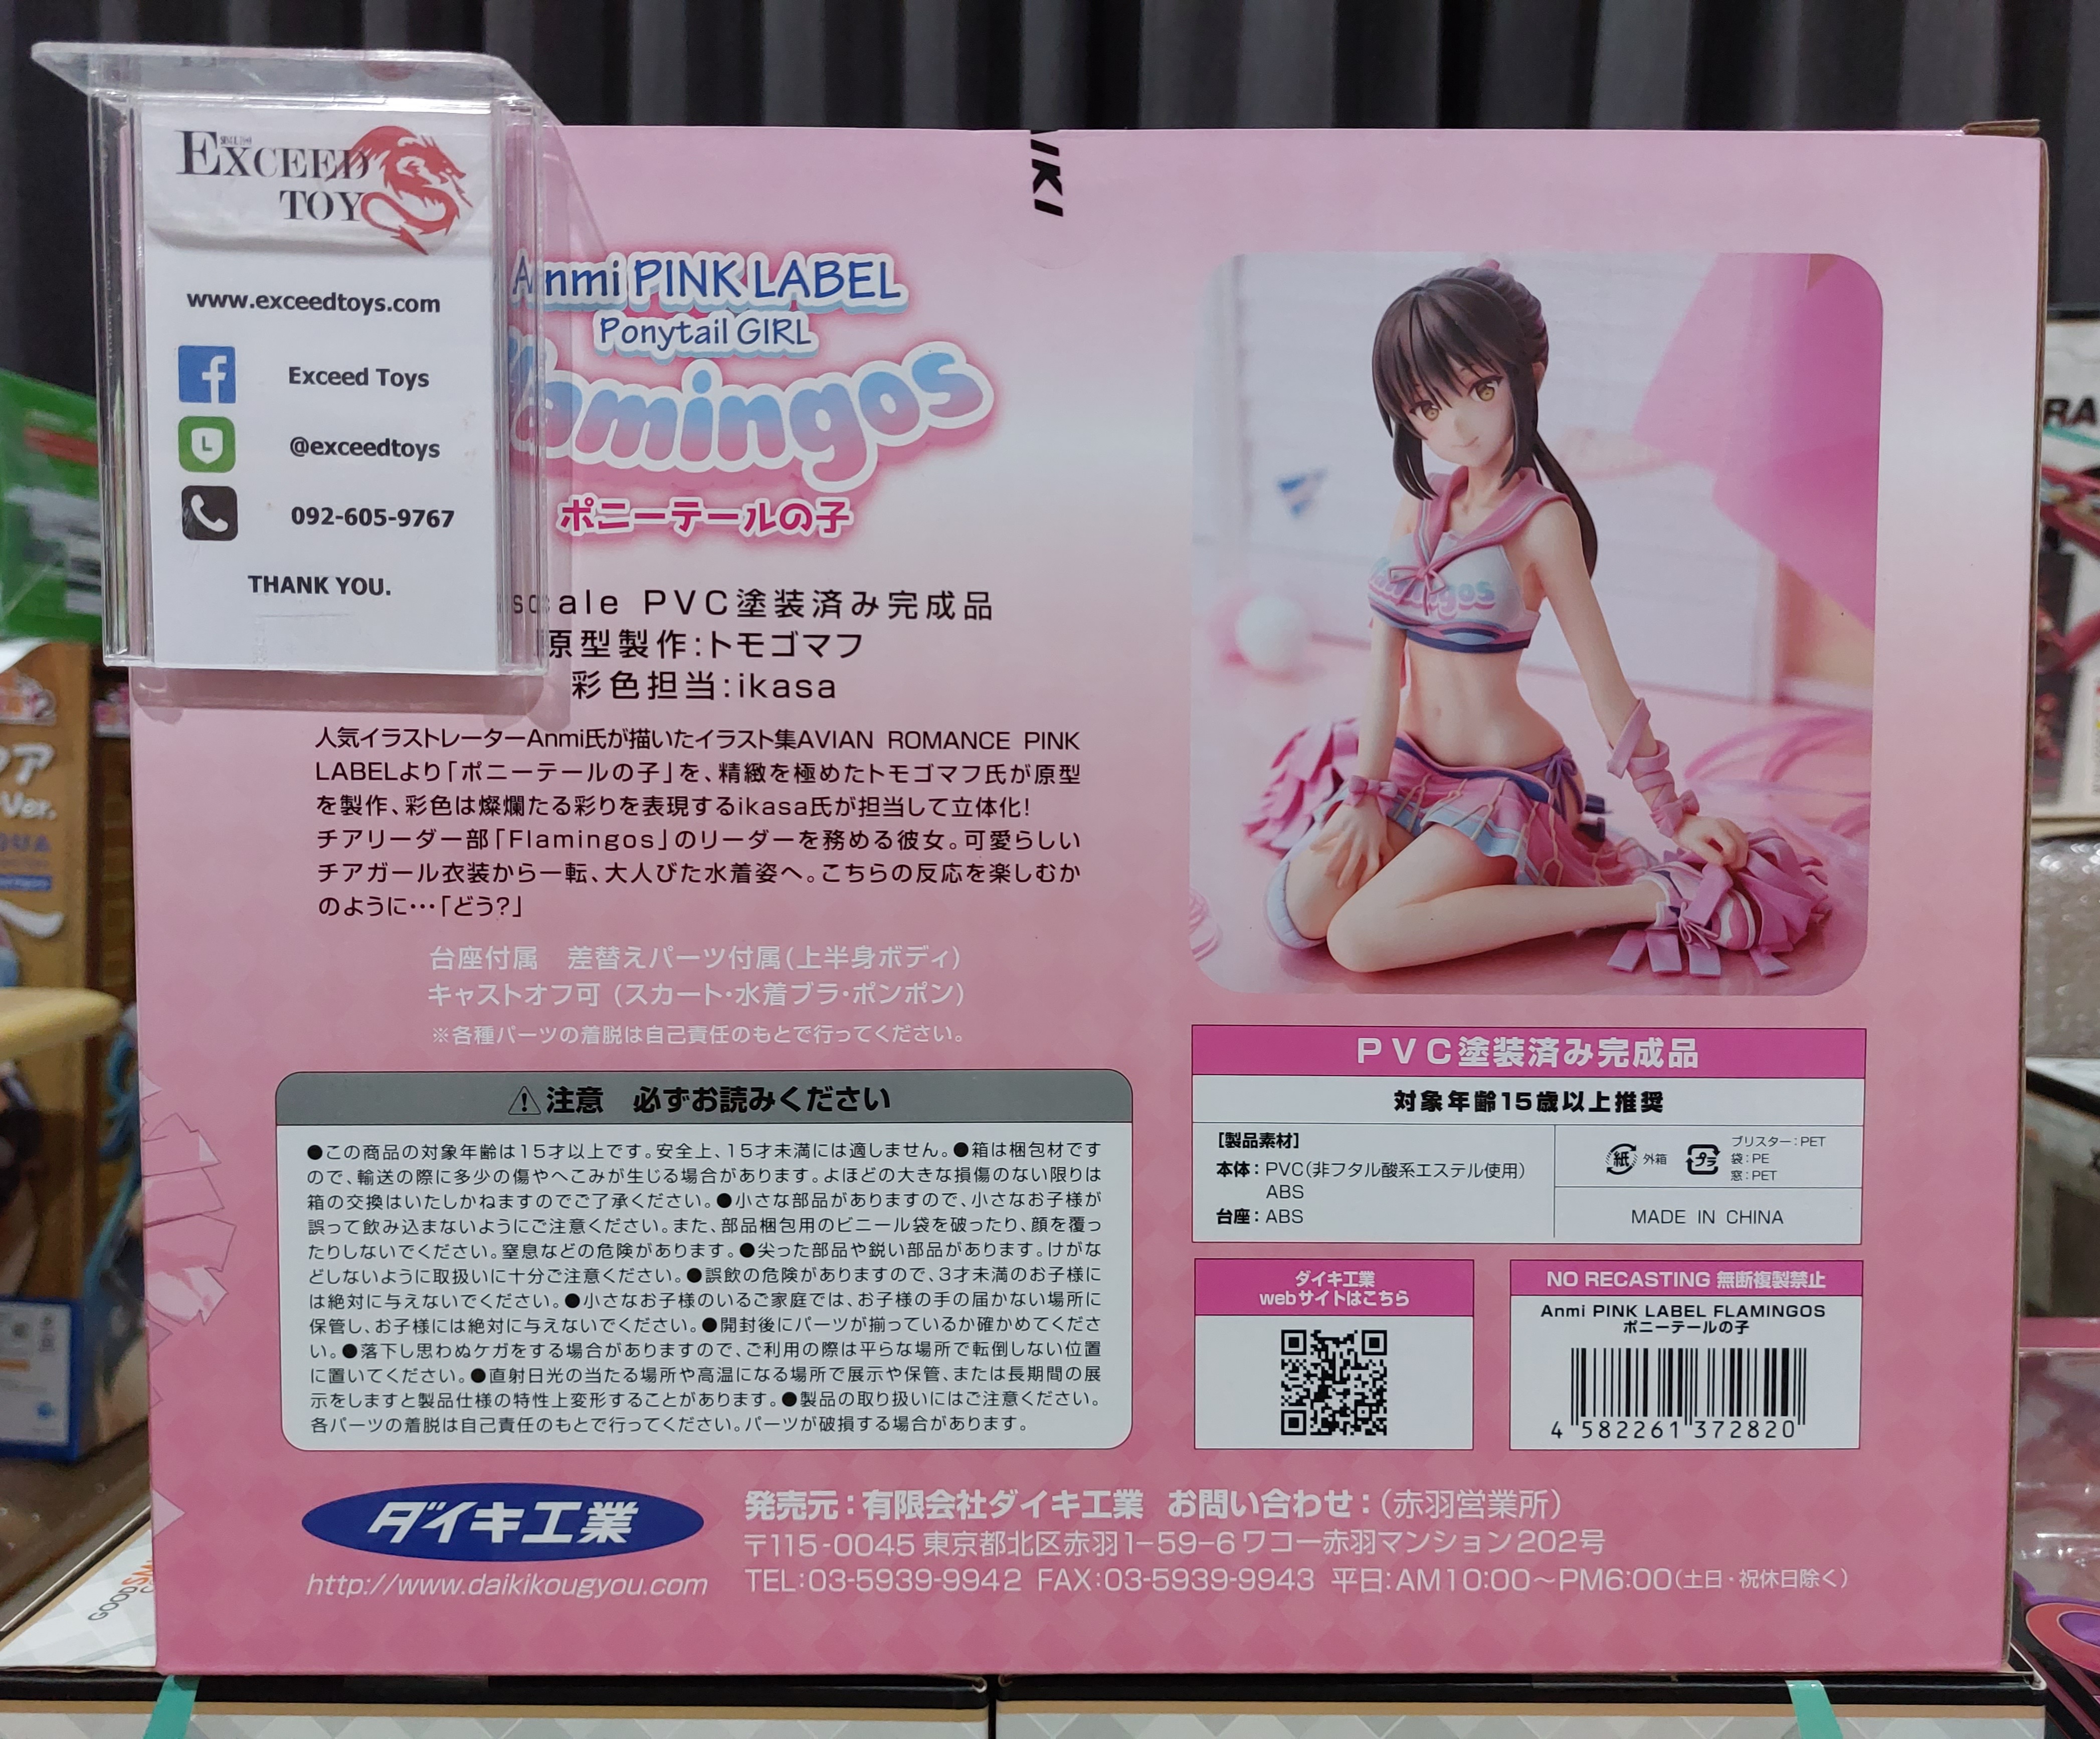 EXCEED
TOY
www.exceedtoys.com
Exceed Toys
@exceedtoys
092-605-9767
THANK YOU.
IKI
Anmi PINK LABEL
Ponytail GIRL
lamingos
ポニーテールの子
scale PVC塗装済み完成品
原型製作:トモゴマフ
彩色担当:ikasa
人気イラストレーターAnmi氏が描いたイラスト集AVIAN ROMANCE PINK
LABELより「ポニーテールの子」を、精緻を極めたトモゴマフ氏が原型
を製作、彩色は燦爛たる彩りを表現するikasa氏が担当して立体化!
チアリーダー部「Flamingos」のリーダーを務める彼女。可愛らしい
チアガール衣装から一転、大人びた水着姿へ。こちらの反応を楽しむか
のように…「どう?」
台座付属 差替えパーツ付属(上半身ボディ)
キャストオフ可 (スカート・水着ブラ・ポンポン)
※各種パーツの着脱は自己責任のもとで行ってください。
注意 必ずお読みください
●この商品の対象年齢は15才以上です。安全上、15才未満には適しません。●箱は梱包材です
ので、輸送の際に多少の傷やへこみが生じる場合があります。よほどの大きな損傷のない限りは
箱の交換はいたしかねますのでご了承ください。●小さな部品がありますので、小さなお子様が
誤って飲み込まないようにご注意ください。また、部品梱包用のビニール袋を破ったり、顔を覆っ
たりしないでください。窒息などの危険があります。●尖った部品や鋭い部品があります。けがな
どしないように取扱いに十分ご注意ください。●誤飲の危険がありますので、3才未満のお子様に
は絶対に与えないでください。●小さなお子様のいるご家庭では、お子様の手の届かない場所に
保管し、お子様には絶対に与えないでください。●開封後にパーツが揃っているか確かめてくださ
い。●落下し思わぬケガをする場合がありますので、ご利用の際は平らな場所で転倒しない位置
に置いてください。●直射日光の当たる場所や高温になる場所で展示や保管、または長期間の展
示をしますと製品仕様の特性上変形することがあります。●製品の取り扱いにはご注意ください。
各パーツの着脱は自己責任のもとで行ってください。パーツが破損する場合があります。
PVC塗装済み完成品
対象年齢15歳以上推奨
【製品素材】
本体：PVC(非フタル酸系エステル使用)
ABS
台座：ABS
紙 外箱
プラ
ブリスター：PET
袋：PE
窓：PET
MADE IN CHINA
ダイキ工業
webサイトはこちら
NO RECASTING 無断複製禁止
Anmi PINK LABEL FLAMINGOS
ポニーテールの子
4 582261 372820
ダイキ工業
http://www.daikikougyou.com
発売元：有限会社ダイキ工業 お問い合わせ：(赤羽営業所)
〒115-0045 東京都北区赤羽1-59-6ワコー赤羽マンション202号
TEL:03-5939-9942 FAX:03-5939-9943 平日:AM10:00～PM6:00(土日・祝休日除く)